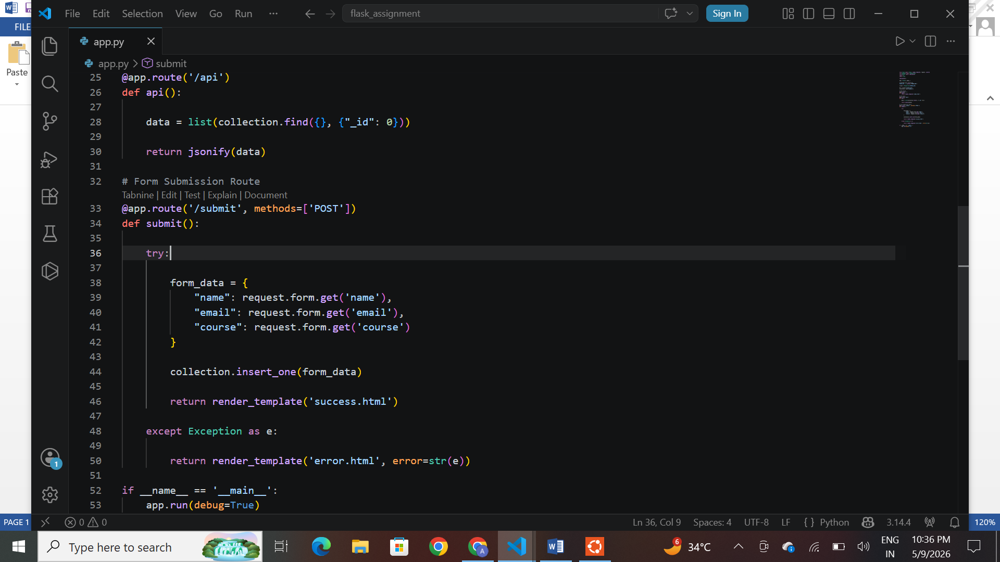 File Edit Selection View Go Run ··· flask_assignment Sign In
FILE
Paste
app.py
app.py > submit
25 @app.route('/api')
26 def api():
27
28 data = list(collection.find({}, {"_id": 0}))
29
30 return jsonify(data)
31
32 # Form Submission Route
Tabnine | Edit | Test | Explain | Document
33 @app.route('/submit', methods=['POST'])
34 def submit():
35
36 try:
37
38 form_data = {
39 "name": request.form.get('name'),
40 "email": request.form.get('email'),
41 "course": request.form.get('course')
42 }
43
44 collection.insert_one(form_data)
45
46 return render_template('success.html')
47
48 except Exception as e:
49
50 return render_template('error.html', error=str(e))
51
52 if __name__ == '__main__':
53 app.run(debug=True)
1
PAGE 1 0 0 Ln 36, Col 9 Spaces: 4 UTF-8 LF { } Python 3.14.4 120%
Type here to search 6 34°C ENG IN 10:36 PM 5/9/2026